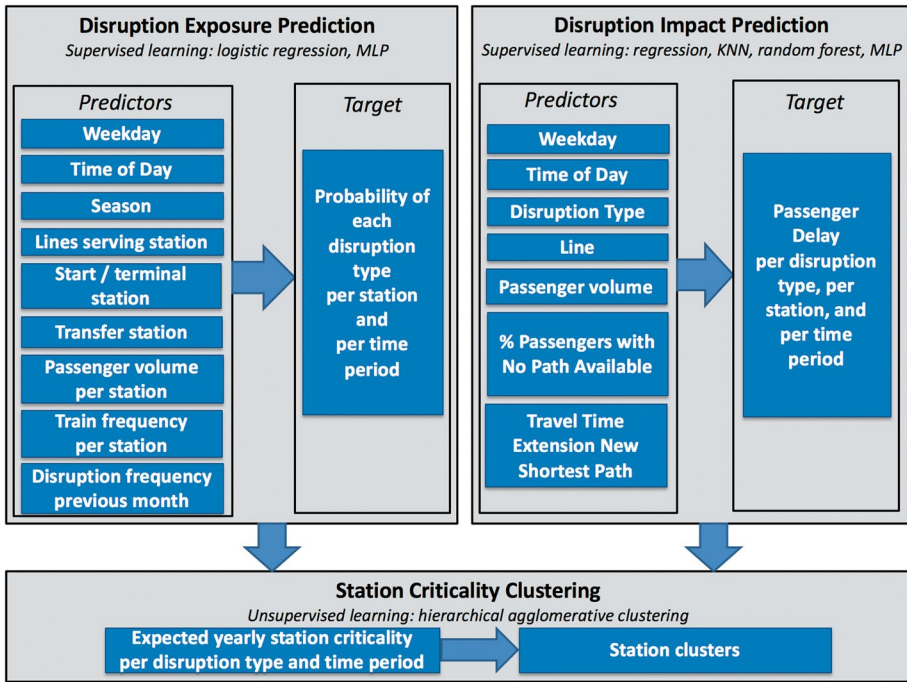 Disruption Exposure Prediction
Supervised learning: logistic regression, MLP
Predictors
Weekday
Time of Day
Season
Lines serving station
Start / terminal
station
Transfer station
Passenger volume
per station
Train frequency
per station
Disruption frequency
previous month
Target
Probability of
each
disruption
type
per station
and
per time
period
Disruption Impact Prediction
Supervised learning: regression, KNN, random forest, MLP
Predictors
Weekday
Time of Day
Disruption Type
Line
Passenger volume
% Passengers with
No Path Available
Travel Time
Extension New
Shortest Path
Target
Passenger
Delay
per disruption
type, per
station, and
per time
period
Station Criticality Clustering
Unsupervised learning: hierarchical agglomerative clustering
Expected yearly station criticality
per disruption type and time period
Station clusters